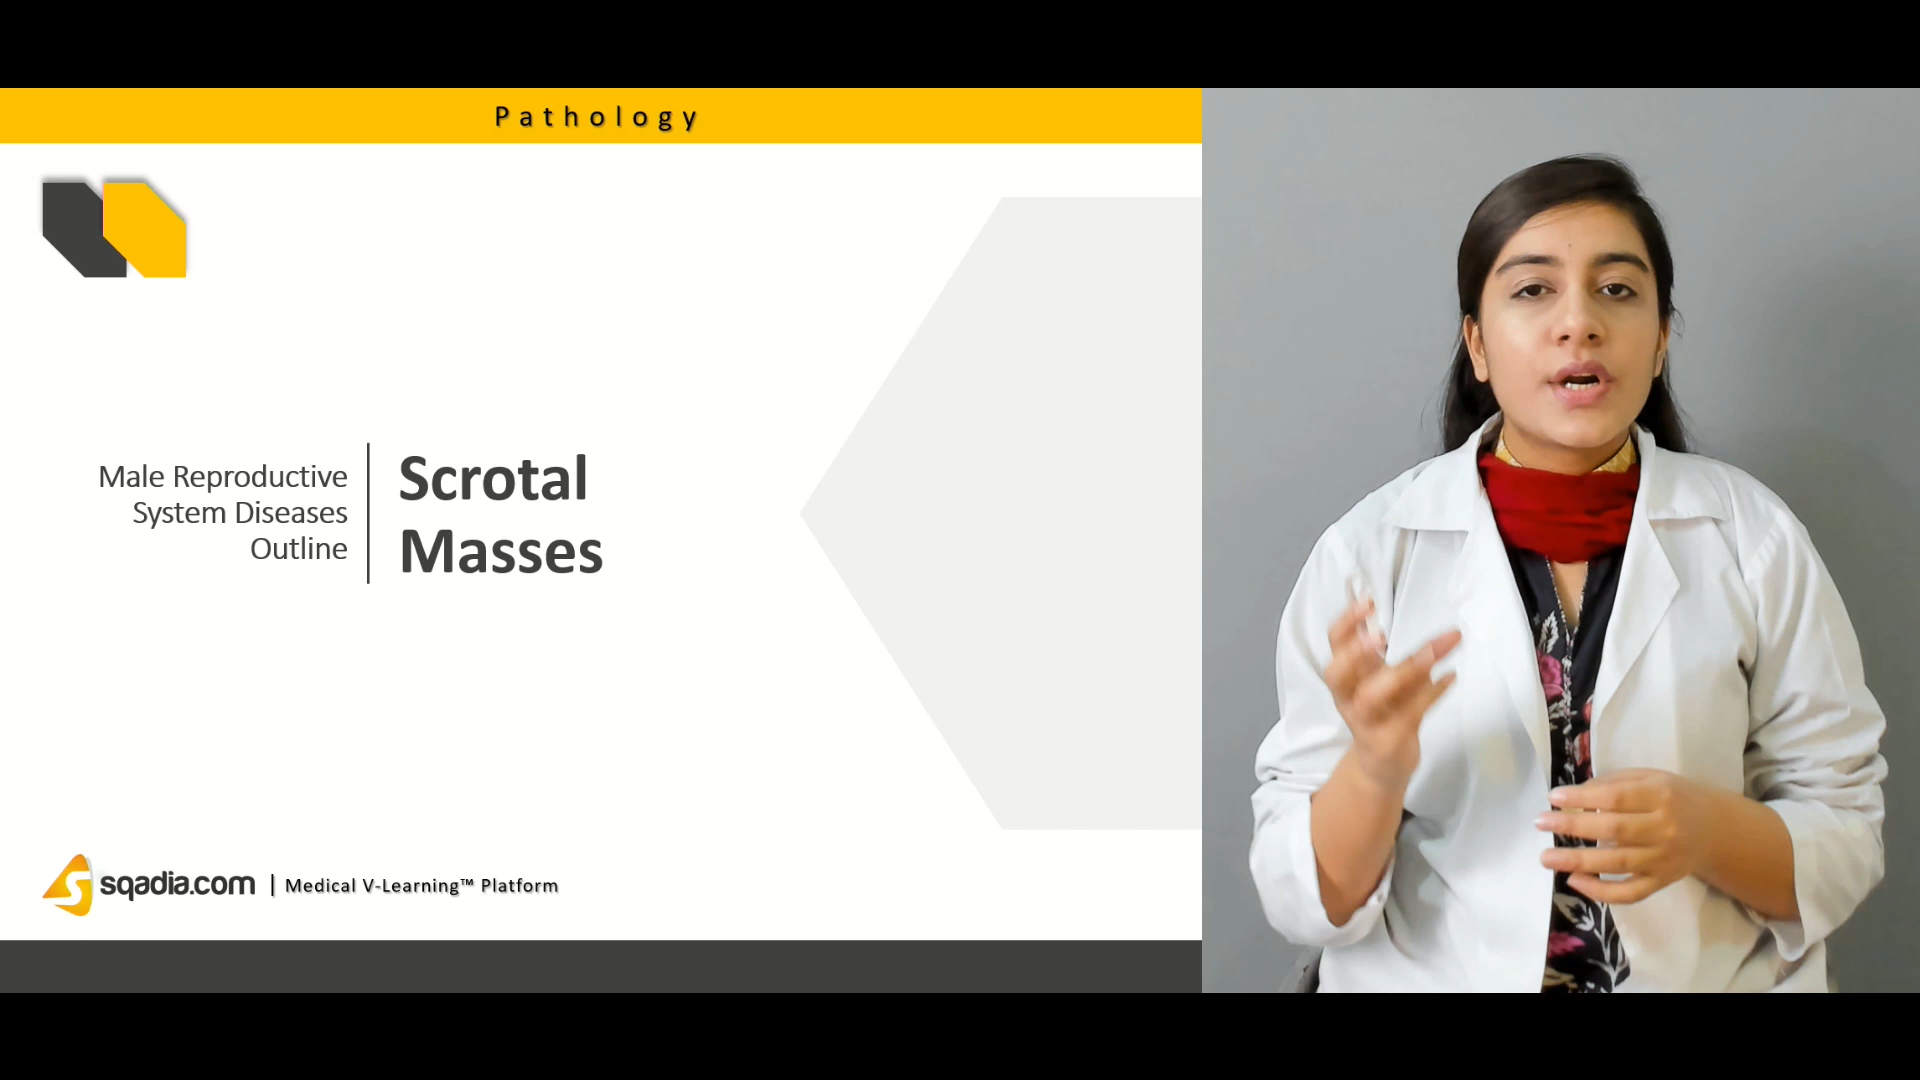 Pathology
Male Reproductive
System Diseases
Outline
Scrotal
Masses
sqadia.com | Medical V-Learning™ Platform